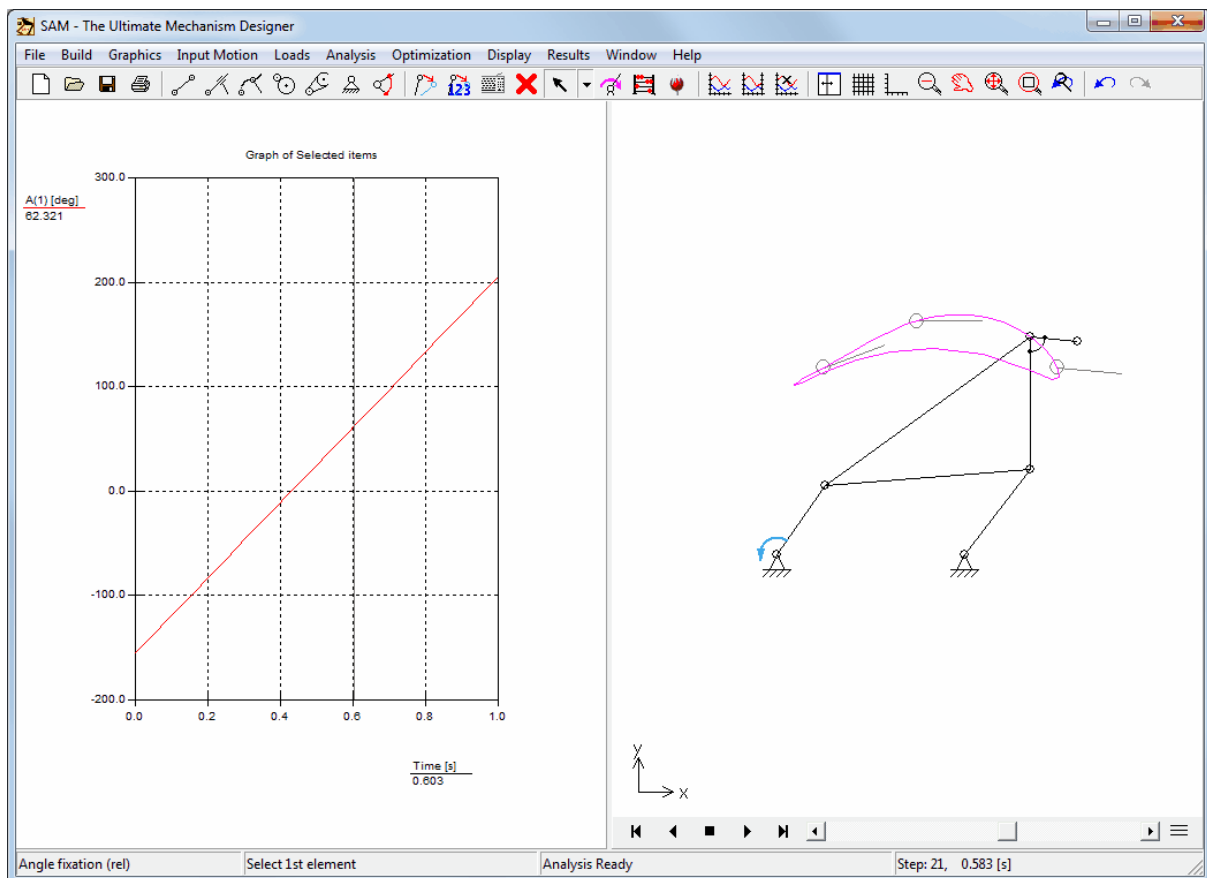 SAM - The Ultimate Mechanism Designer
File Build Graphics Input Motion Loads Analysis Optimization Display Results Window Help
123
Graph of Selected items
A(1) [deg]
62.321
300.0
200.0
100.0
0.0
-100.0
-200.0
0.0 0.2 0.4 0.6 0.8 1.0
Time [s]
0.603
y
x
Angle fixation (rel) Select 1st element Analysis Ready Step: 21, 0.583 [s]